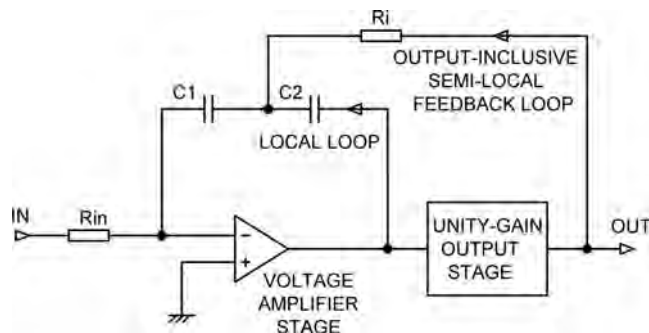 Ri
OUTPUT-INCLUSIVE
SEMI-LOCAL
FEEDBACK LOOP
C1
C2
LOCAL LOOP
IN
Rin
−
+
VOLTAGE
AMPLIFIER
STAGE
UNITY-GAIN
OUTPUT
STAGE
OUT